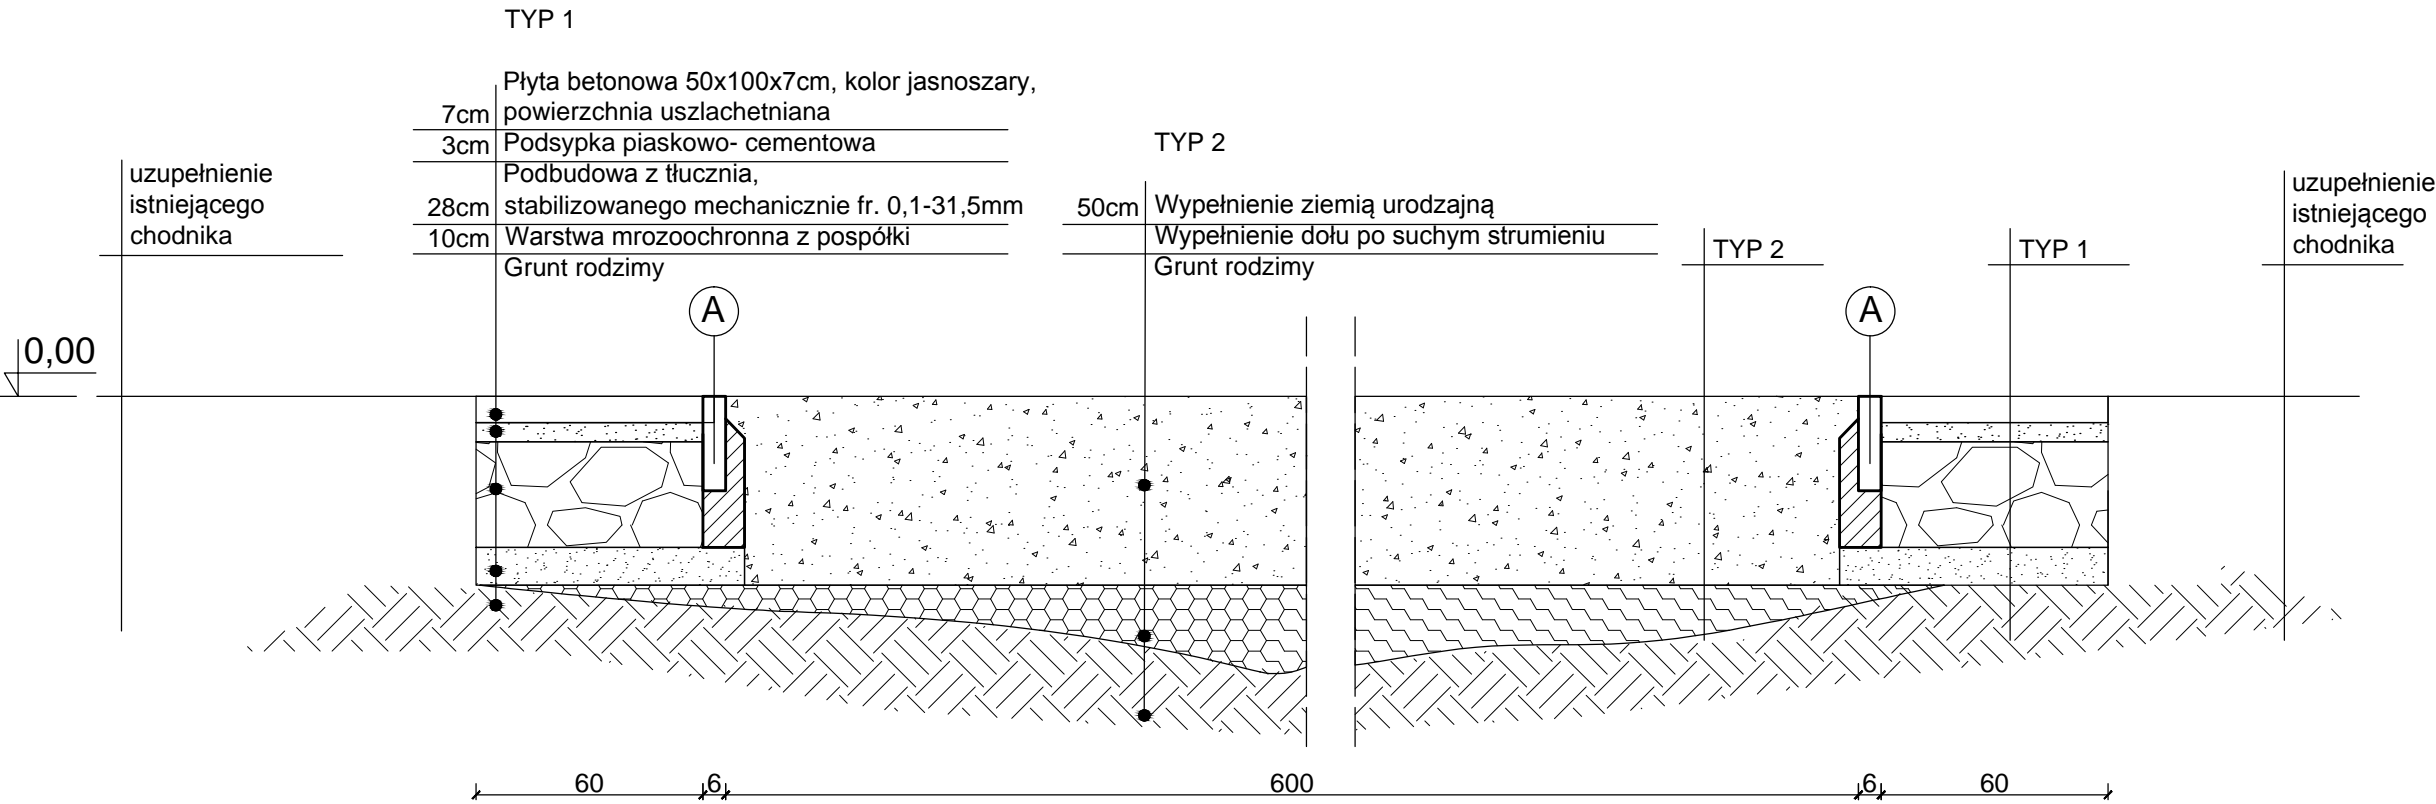 TYP 1
Płyta betonowa 50x100x7cm, kolor jasnoszary,
7cm powierzchnia uszlachetniana
3cm Podsypka piaskowo- cementowa
Podbudowa z tłucznia,
28cm stabilizowanego mechanicznie fr. 0,1-31,5mm
10cm Warstwa mrozoochronna z pospółki
Grunt rodzimy
uzupełnienie
istniejącego
chodnika
TYP 2
50cm Wypełnienie ziemią urodzajną
Wypełnienie dołu po suchym strumieniu
Grunt rodzimy
TYP 2
TYP 1
uzupełnienie
istniejącego
chodnika
A
A
0,00
60 6 600 6 60